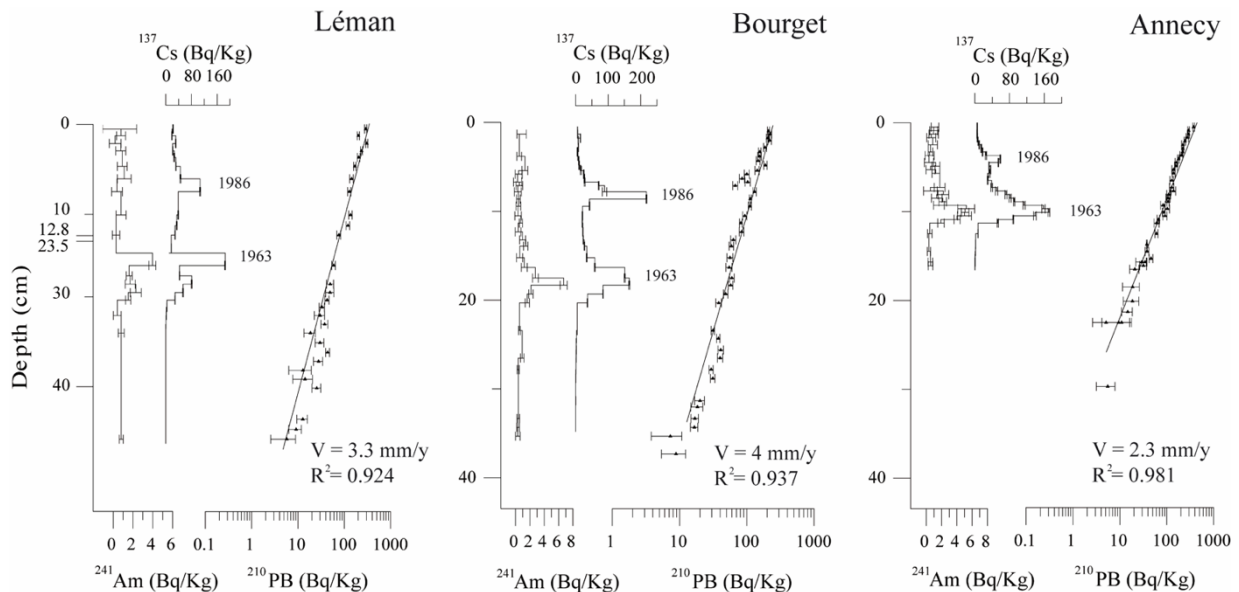 Léman
¹³⁷Cs (Bq/Kg)
0 80 160
0
10
12.8
23.5
30
40
Depth (cm)
1986
1963
V = 3.3 mm/y
R²= 0.924
0 2 4 6
0.1 1 10 100 1000
²⁴¹Am (Bq/Kg)
²¹⁰PB (Bq/Kg)
Bourget
¹³⁷Cs (Bq/Kg)
0 100 200
0
20
40
1986
1963
V = 4 mm/y
R²= 0.937
0 2 4 6 8
0.1 1 10 100 1000
²⁴¹Am (Bq/Kg)
²¹⁰PB (Bq/Kg)
Annecy
¹³⁷Cs (Bq/Kg)
0 80 160
0
20
40
1986
1963
V = 2.3 mm/y
R²= 0.981
0 2 4 6 8
0.1 1 10 100 1000
²⁴¹Am (Bq/Kg)
²¹⁰PB (Bq/Kg)